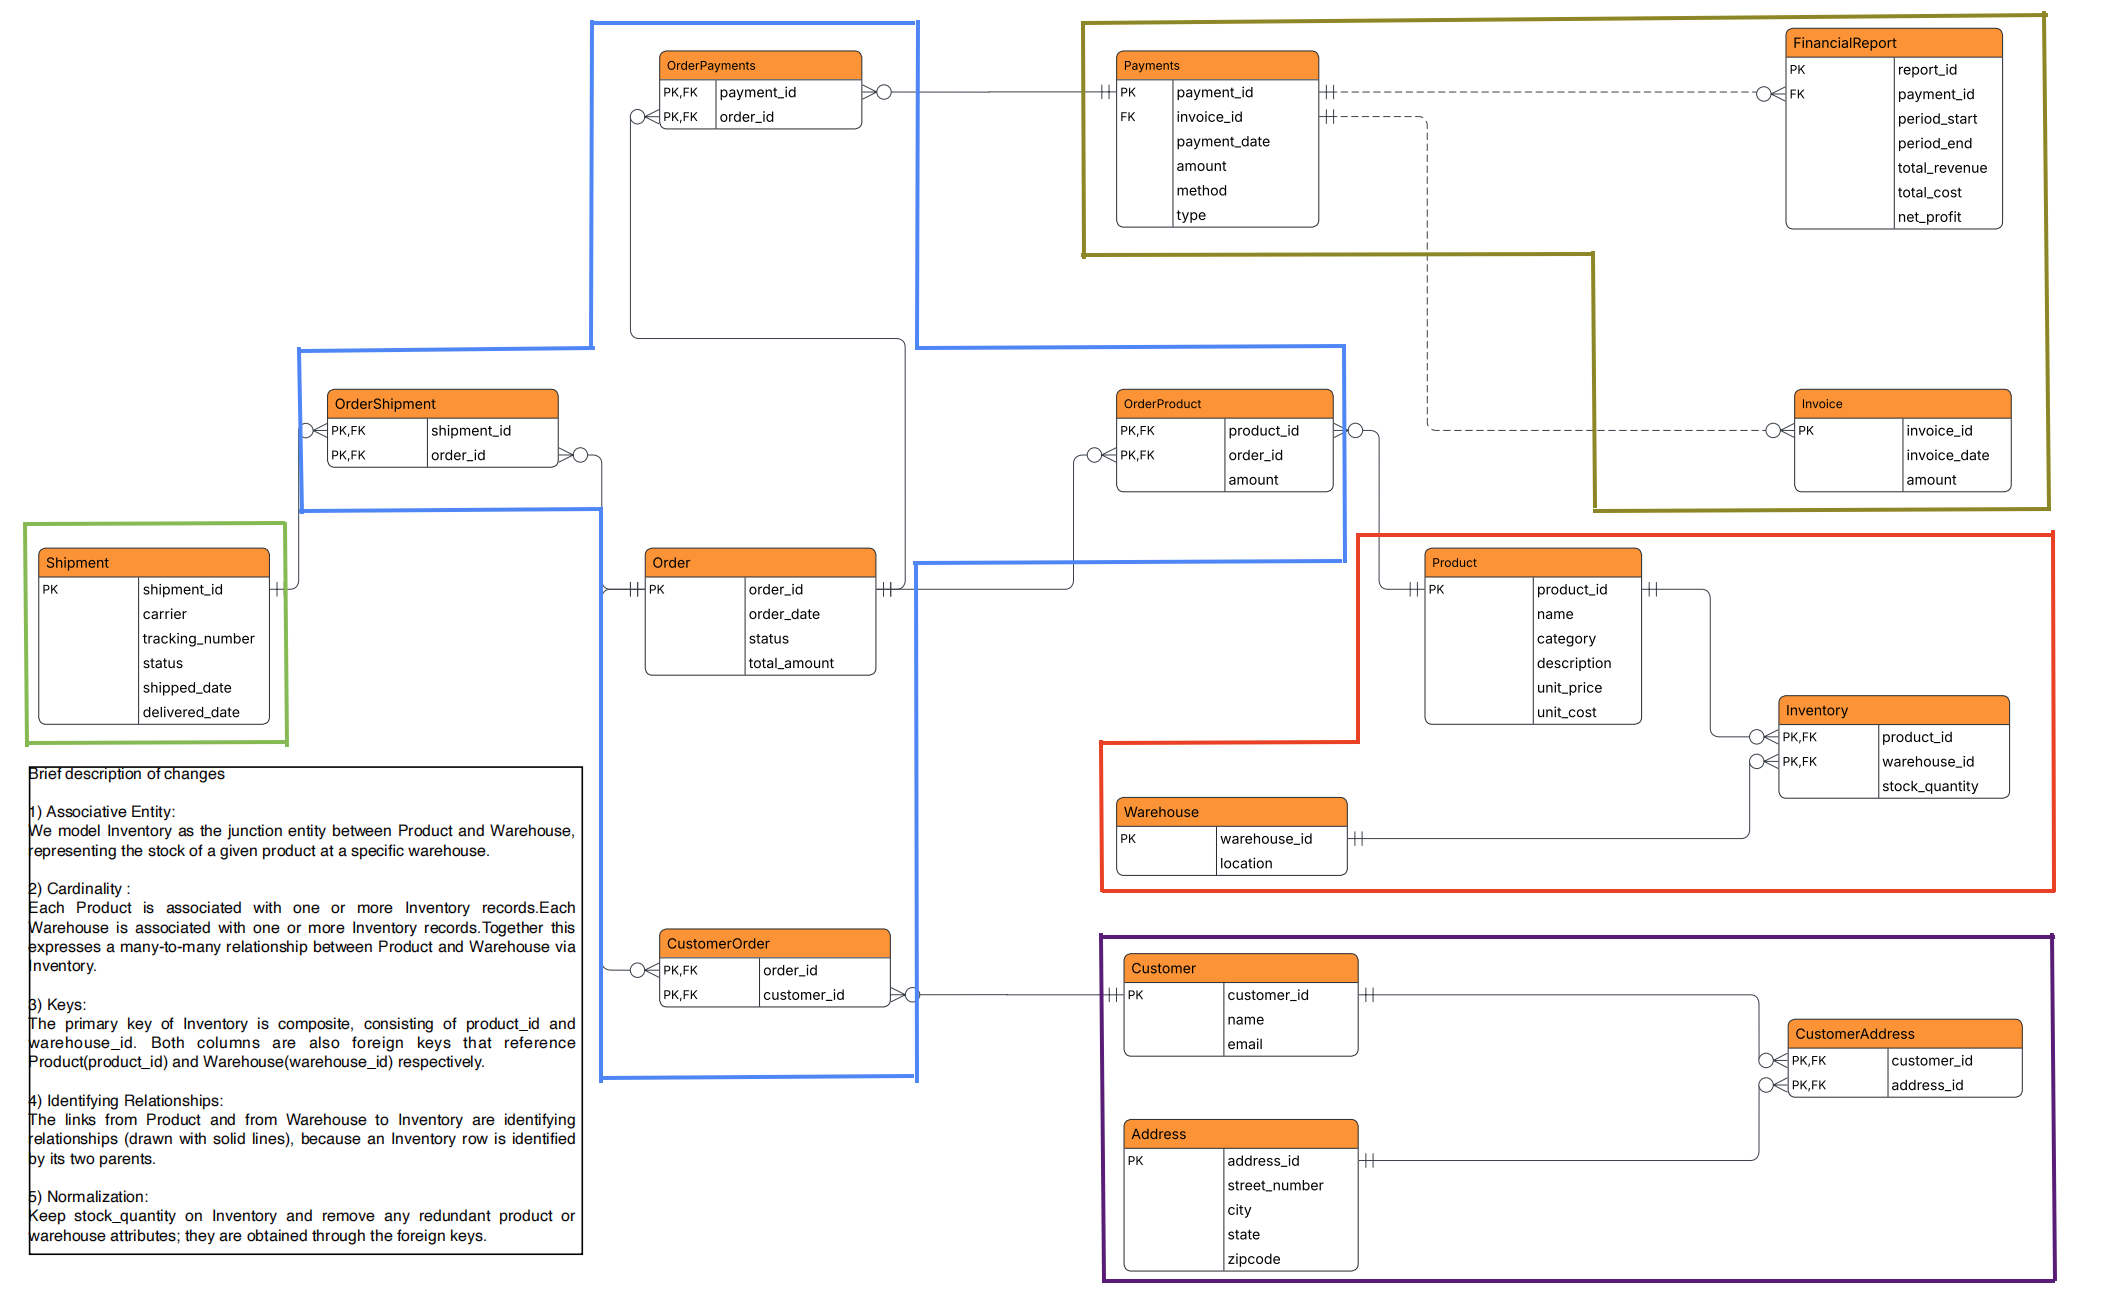 OrderPayments
PK,FK payment_id
PK,FK order_id
Payments
PK payment_id
FK invoice_id
payment_date
amount
method
type
FinancialReport
PK report_id
FK payment_id
period_start
period_end
total_revenue
total_cost
net_profit
OrderShipment
PK,FK shipment_id
PK,FK order_id
OrderProduct
PK,FK product_id
PK,FK order_id
amount
Invoice
PK invoice_id
invoice_date
amount
Shipment
PK shipment_id
carrier
tracking_number
status
shipped_date
delivered_date
Order
PK order_id
order_date
status
total_amount
Product
PK product_id
name
category
description
unit_price
unit_cost
Inventory
PK,FK product_id
PK,FK warehouse_id
stock_quantity
Warehouse
PK warehouse_id
location
CustomerOrder
PK,FK order_id
PK,FK customer_id
Customer
PK customer_id
name
email
CustomerAddress
PK,FK customer_id
PK,FK address_id
Address
PK address_id
street_number
city
state
zipcode
Brief description of changes
1) Associative Entity:
We model Inventory as the junction entity between Product and Warehouse,
representing the stock of a given product at a specific warehouse.
2) Cardinality :
Each Product is associated with one or more Inventory records.Each
Warehouse is associated with one or more Inventory records.Together this
expresses a many-to-many relationship between Product and Warehouse via
Inventory.
3) Keys:
The primary key of Inventory is composite, consisting of product_id and
warehouse_id. Both columns are also foreign keys that reference
Product(product_id) and Warehouse(warehouse_id) respectively.
4) Identifying Relationships:
The links from Product and from Warehouse to Inventory are identifying
relationships (drawn with solid lines), because an Inventory row is identified
by its two parents.
5) Normalization:
Keep stock_quantity on Inventory and remove any redundant product or
warehouse attributes; they are obtained through the foreign keys.